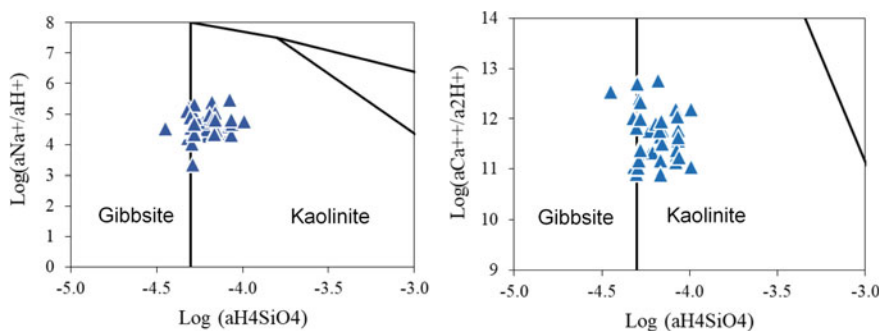 8
7
6
5
4
3
2
1
0
Log(aNa+/aH+)
Gibbsite
Kaolinite
-5.0 -4.5 -4.0 -3.5 -3.0
Log (aH4SiO4)
14
13
12
11
10
9
Log(aCa++/a2H+)
Gibbsite
Kaolinite
-5.0 -4.5 -4.0 -3.5 -3.0
Log (aH4SiO4)